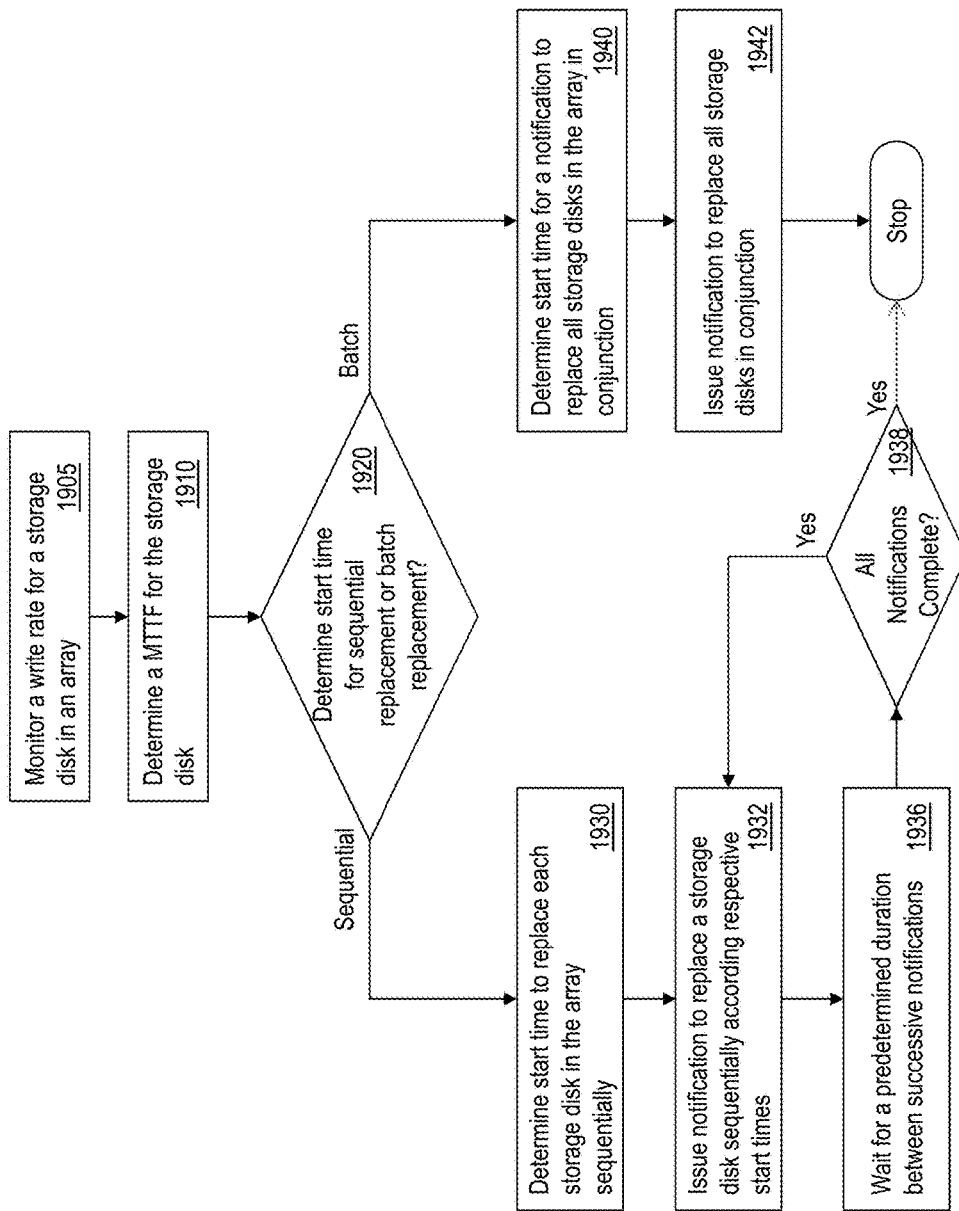 Monitor a write rate for a storage
disk in an array
1905
Determine a MTTF for the storage
disk
1910
Determine start time
for sequential
replacement or batch
replacement?
1920
Sequential
Batch
Determine start time to replace each
storage disk in the array
sequentially
1930
Issue notification to replace a storage
disk sequentially according respective
start times
1932
Wait for a predetermined duration
between successive notifications
1936
All
Notifications
Complete?
1938
Yes
Yes
Determine start time for a notification to
replace all storage disks in the array in
conjunction
1940
Issue notification to replace all storage
disks in conjunction
1942
Stop